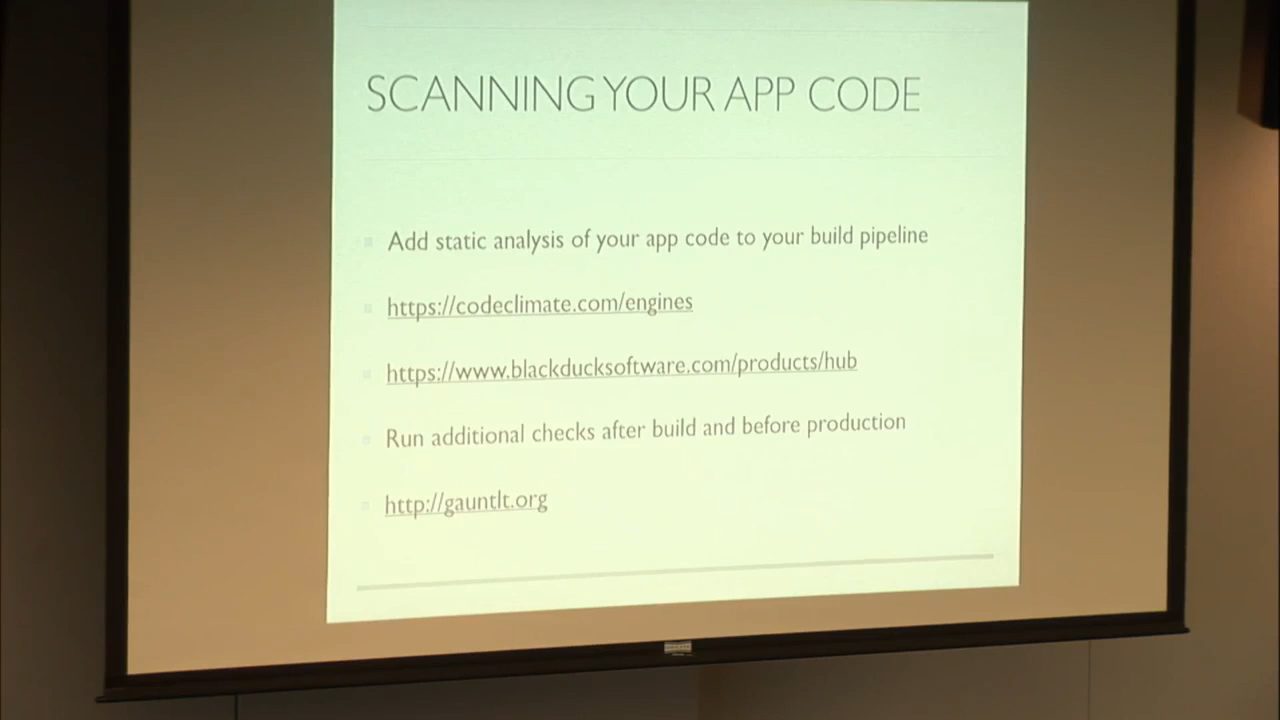 SCANNING YOUR APP CODE
Add static analysis of your app code to your build pipeline
https://codeclimate.com/engines
https://www.blackducksoftware.com/products/hub
Run additional checks after build and before production
http://gauntlt.org